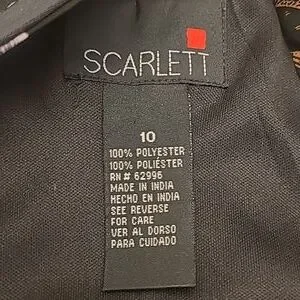 SCARLETT
10
100% POLYESTER
100% POLIÉSTER
RN # 62996
MADE IN INDIA
HECHO EN INDIA
SEE REVERSE
FOR CARE
VER AL DORSO
PARA CUIDADO